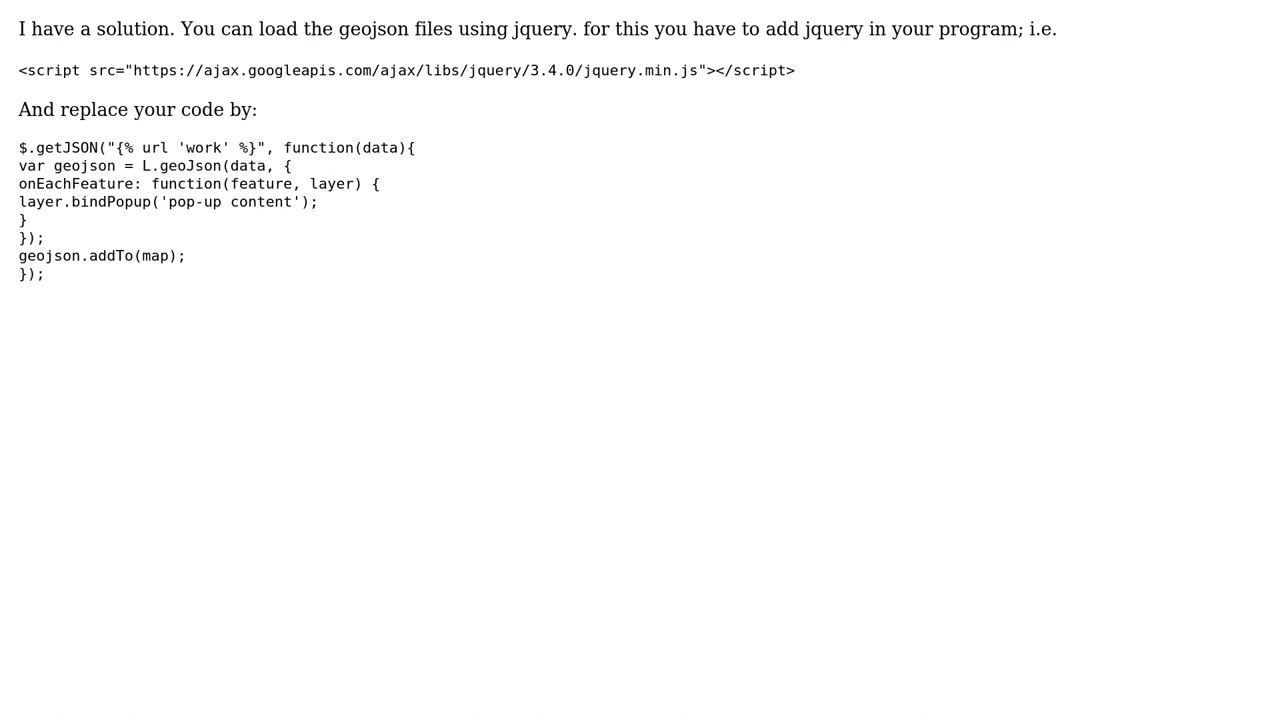 I have a solution. You can load the geojson files using jquery. for this you have to add jquery in your program; i.e.
<script src="https://ajax.googleapis.com/ajax/libs/jquery/3.4.0/jquery.min.js"></script>
And replace your code by:
$.getJSON("{% url 'work' %}", function(data){
var geojson = L.geoJson(data, {
onEachFeature: function(feature, layer) {
layer.bindPopup('pop-up content');
}
});
geojson.addTo(map);
});